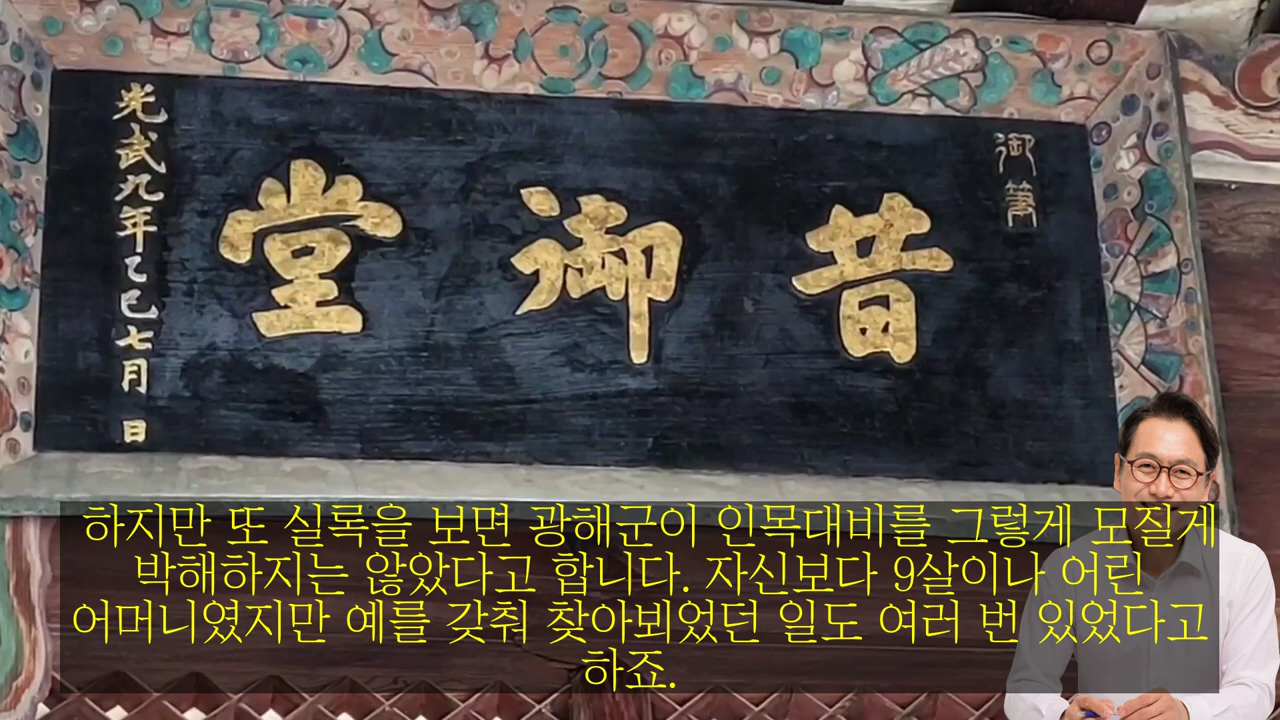 御筆
昔御堂
光武九年乙巳七月 日
하지만 또 실록을 보면 광해군이 인목대비를 그렇게 모질게
박해하지는 않았다고 합니다. 자신보다 9살이나 어린
어머니였지만 예를 갖춰 찾아뵈었던 일도 여러 번 있었다고
하죠.